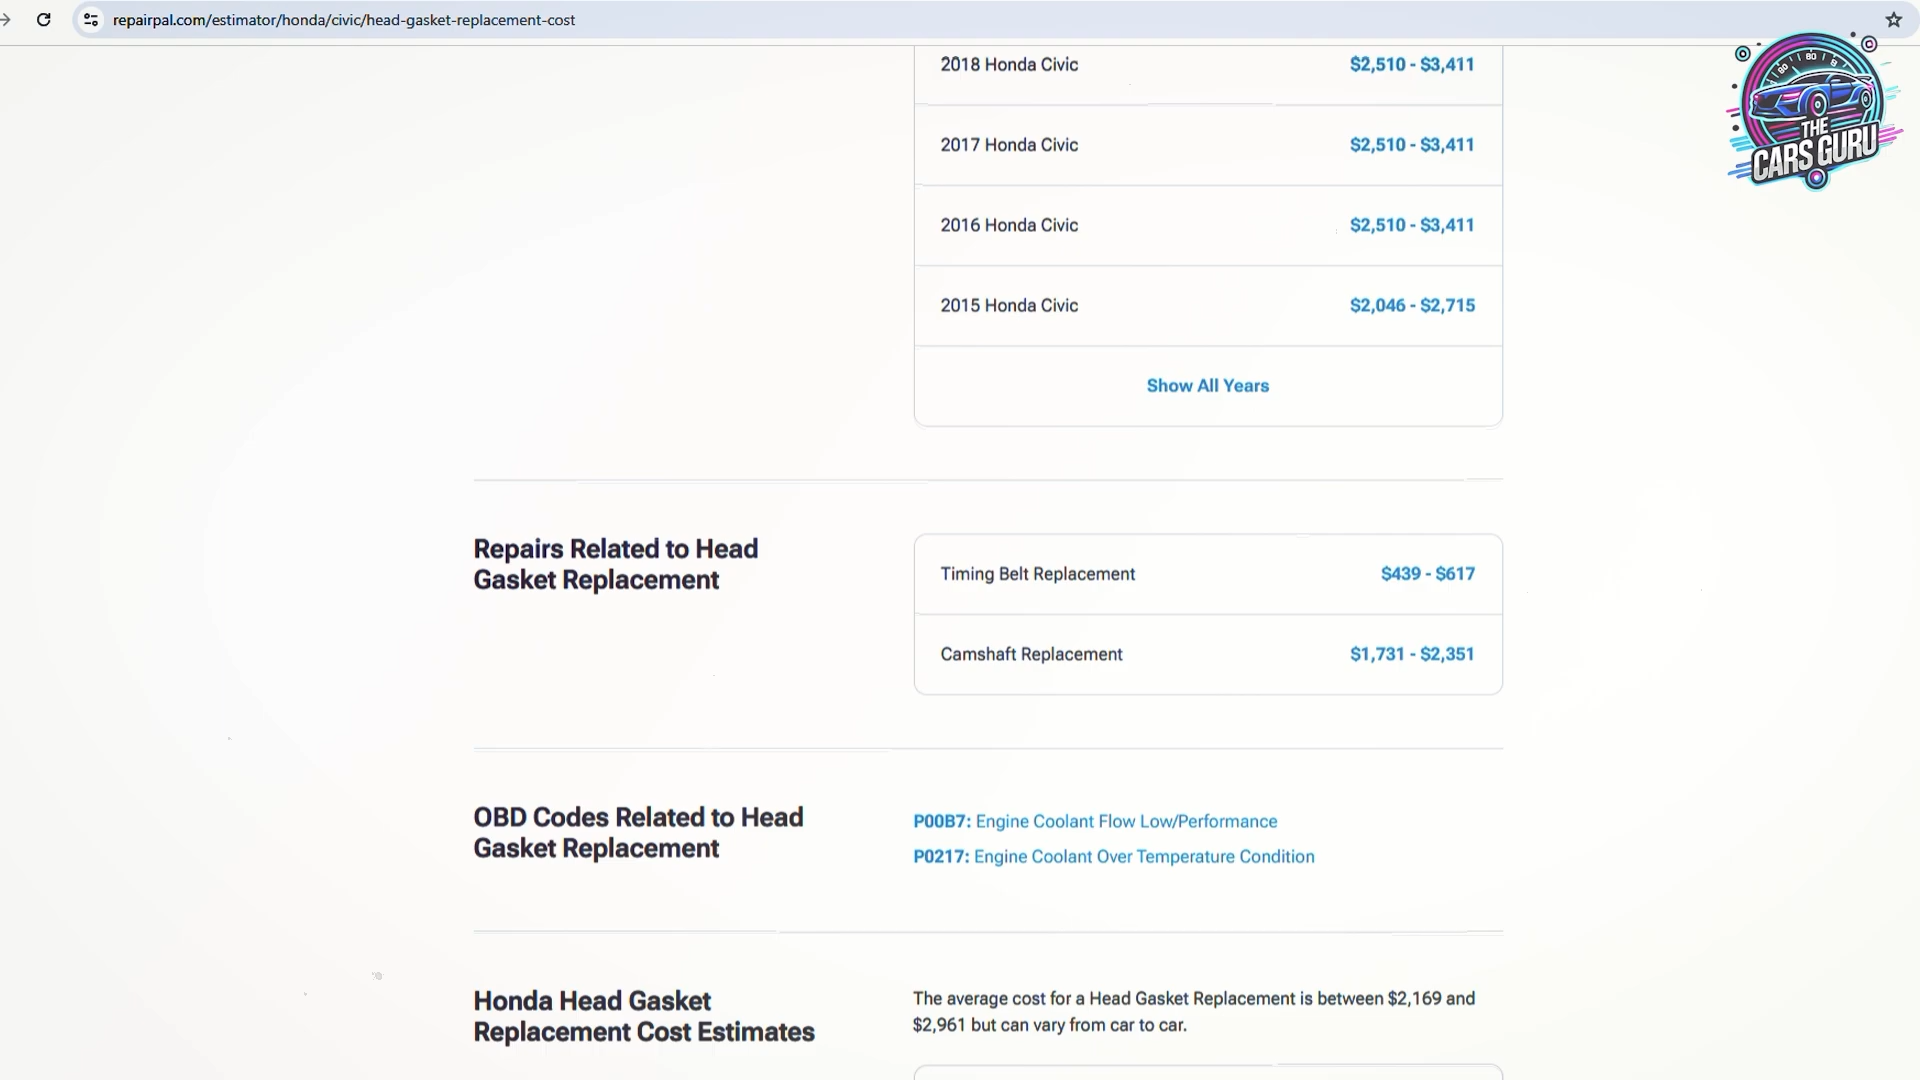 repairpal.com/estimator/honda/civic/head-gasket-replacement-cost
2018 Honda Civic $2,510 - $3,411
2017 Honda Civic $2,510 - $3,411
2016 Honda Civic $2,510 - $3,411
2015 Honda Civic $2,046 - $2,715
Show All Years
Repairs Related to Head
Gasket Replacement
Timing Belt Replacement $439 - $617
Camshaft Replacement $1,731 - $2,351
OBD Codes Related to Head
Gasket Replacement
P00B7: Engine Coolant Flow Low/Performance
P0217: Engine Coolant Over Temperature Condition
Honda Head Gasket
Replacement Cost Estimates
The average cost for a Head Gasket Replacement is between $2,169 and
$2,961 but can vary from car to car.
THE
CARS GURU